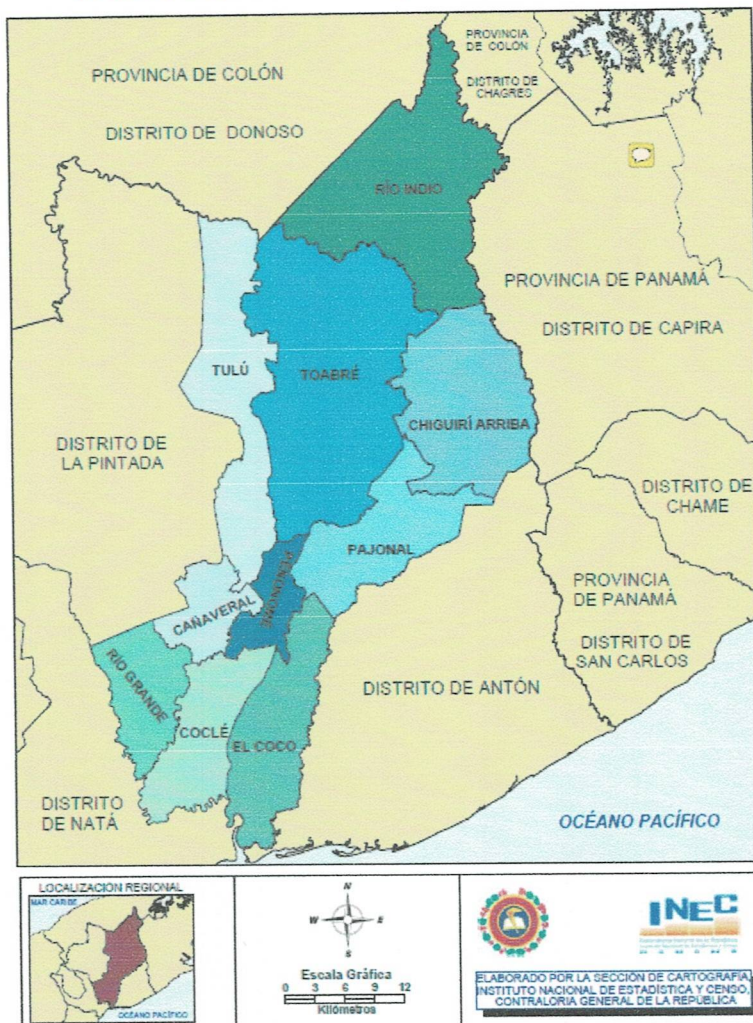 PROVINCIA DE COLÓN
DISTRITO DE DONOSO
PROVINCIA
DE COLÓN
DISTRITO DE
CHAGRES
RÍO INDIO
PROVINCIA DE PANAMÁ
DISTRITO DE CAPIRA
TULÚ
TOABRÉ
CHIGUIRÍ ARRIBA
DISTRITO DE
LA PINTADA
DISTRITO DE
CHAME
PAJONAL
PENONOMÉ
PROVINCIA
DE PANAMÁ
DISTRITO DE
SAN CARLOS
CAÑAVERAL
RÍO GRANDE
DISTRITO DE ANTÓN
COCLÉ
EL COCO
DISTRITO
DE NATÁ
OCÉANO PACÍFICO
LOCALIZACIÓN REGIONAL
MAR CARIBE
OCÉANO PACÍFICO
N
W E
S
Escala Gráfica
0 3 6 9 12
Kilómetros
INEC
ELABORADO POR LA SECCIÓN DE CARTOGRAFÍA,
INSTITUTO NACIONAL DE ESTADÍSTICA Y CENSO,
CONTRALORÍA GENERAL DE LA REPÚBLICA